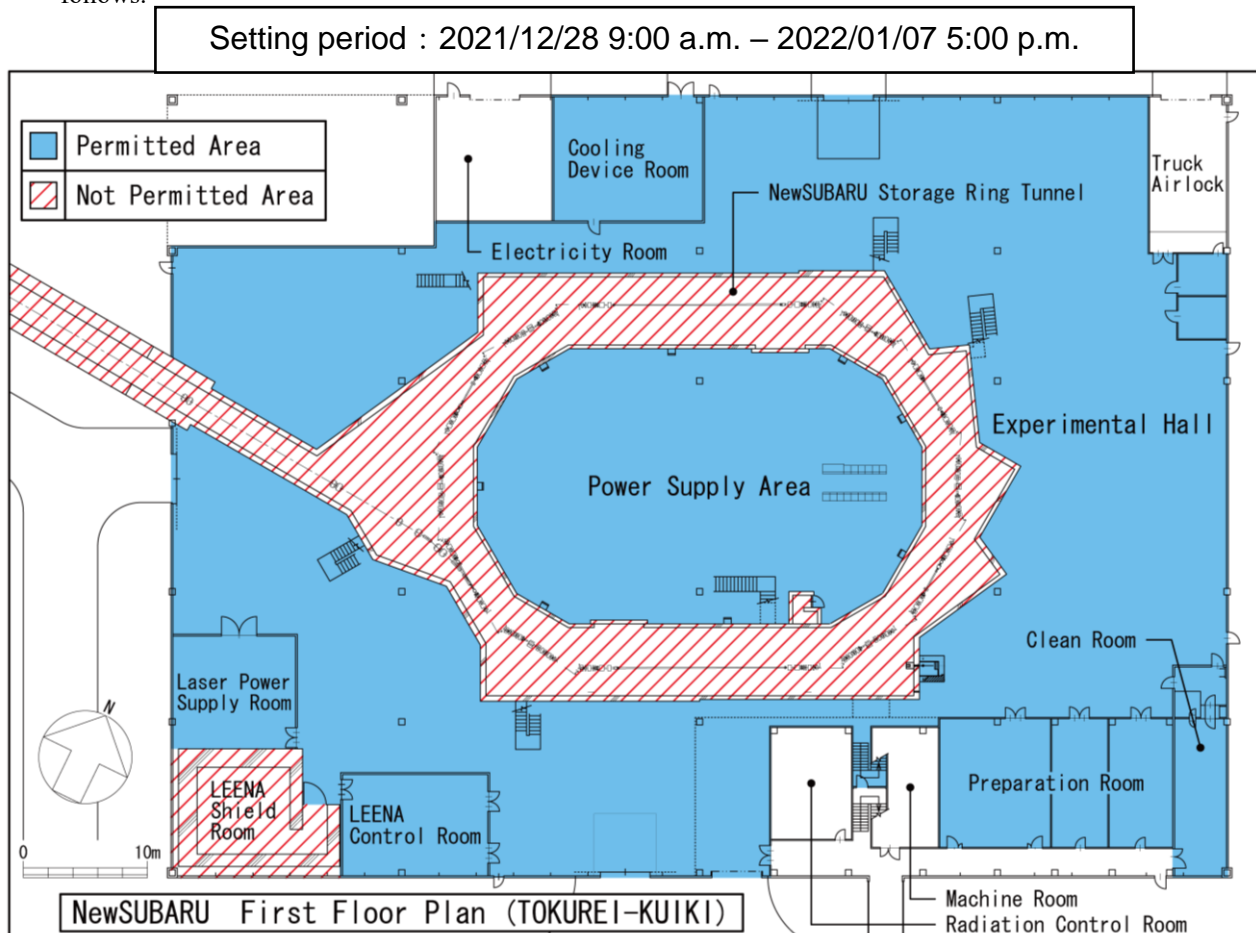 follows.
Setting period : 2021/12/28 9:00 a.m. – 2022/01/07 5:00 p.m.
Permitted Area
Not Permitted Area
Cooling
Device Room
Truck
Airlock
NewSUBARU Storage Ring Tunnel
Electricity Room
Experimental Hall
Power Supply Area
Clean Room
Laser Power
Supply Room
N
LEENA
Shield
Room
LEENA
Control Room
Preparation Room
0 10m
Machine Room
Radiation Control Room
NewSUBARU First Floor Plan (TOKUREI-KUIKI)